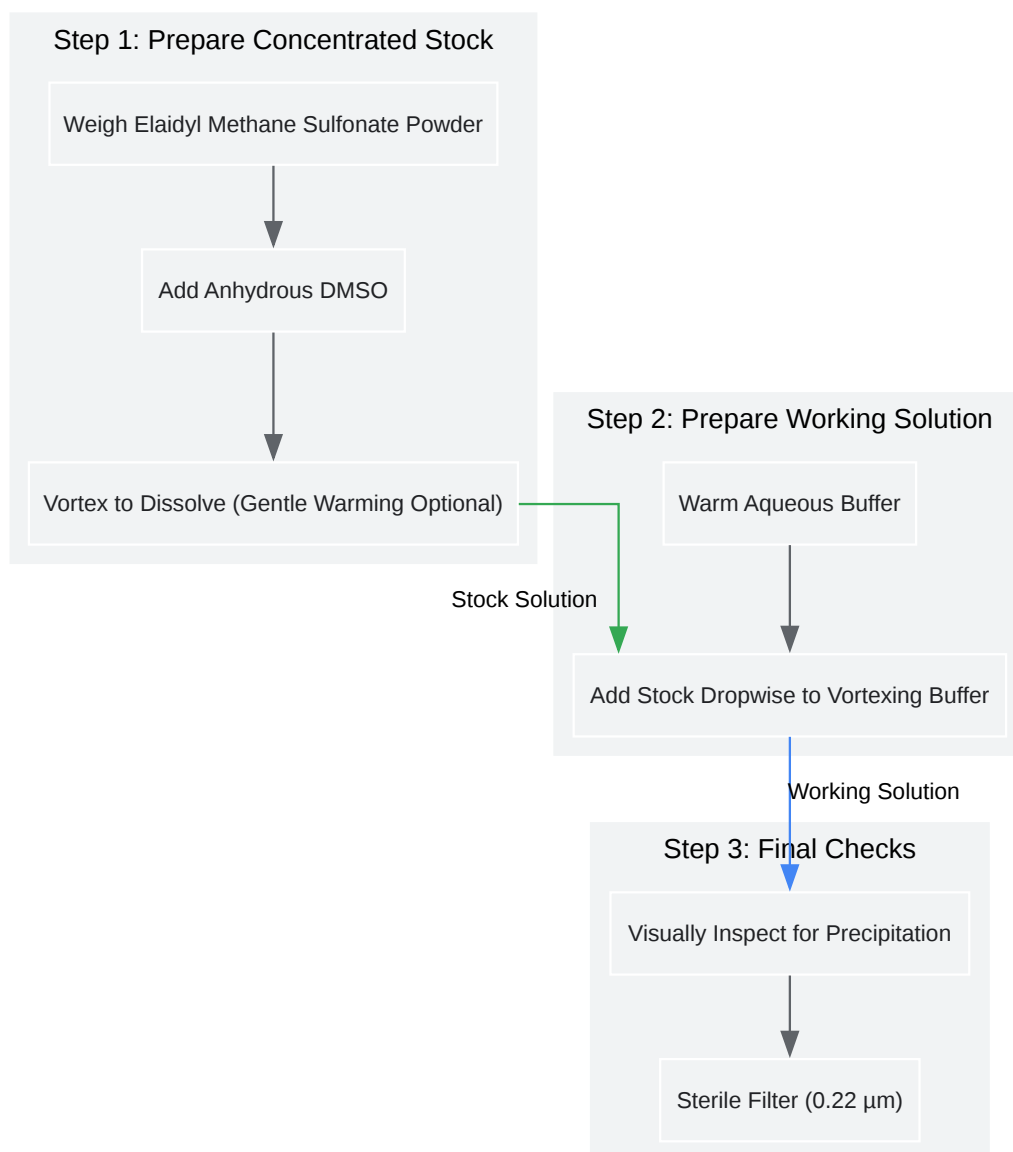 Step 1: Prepare Concentrated Stock
Weigh Elaidyl Methane Sulfonate Powder
Add Anhydrous DMSO
Vortex to Dissolve (Gentle Warming Optional)
Stock Solution
Step 2: Prepare Working Solution
Warm Aqueous Buffer
Add Stock Dropwise to Vortexing Buffer
Working Solution
Step 3: Final Checks
Visually Inspect for Precipitation
Sterile Filter (0.22 µm)